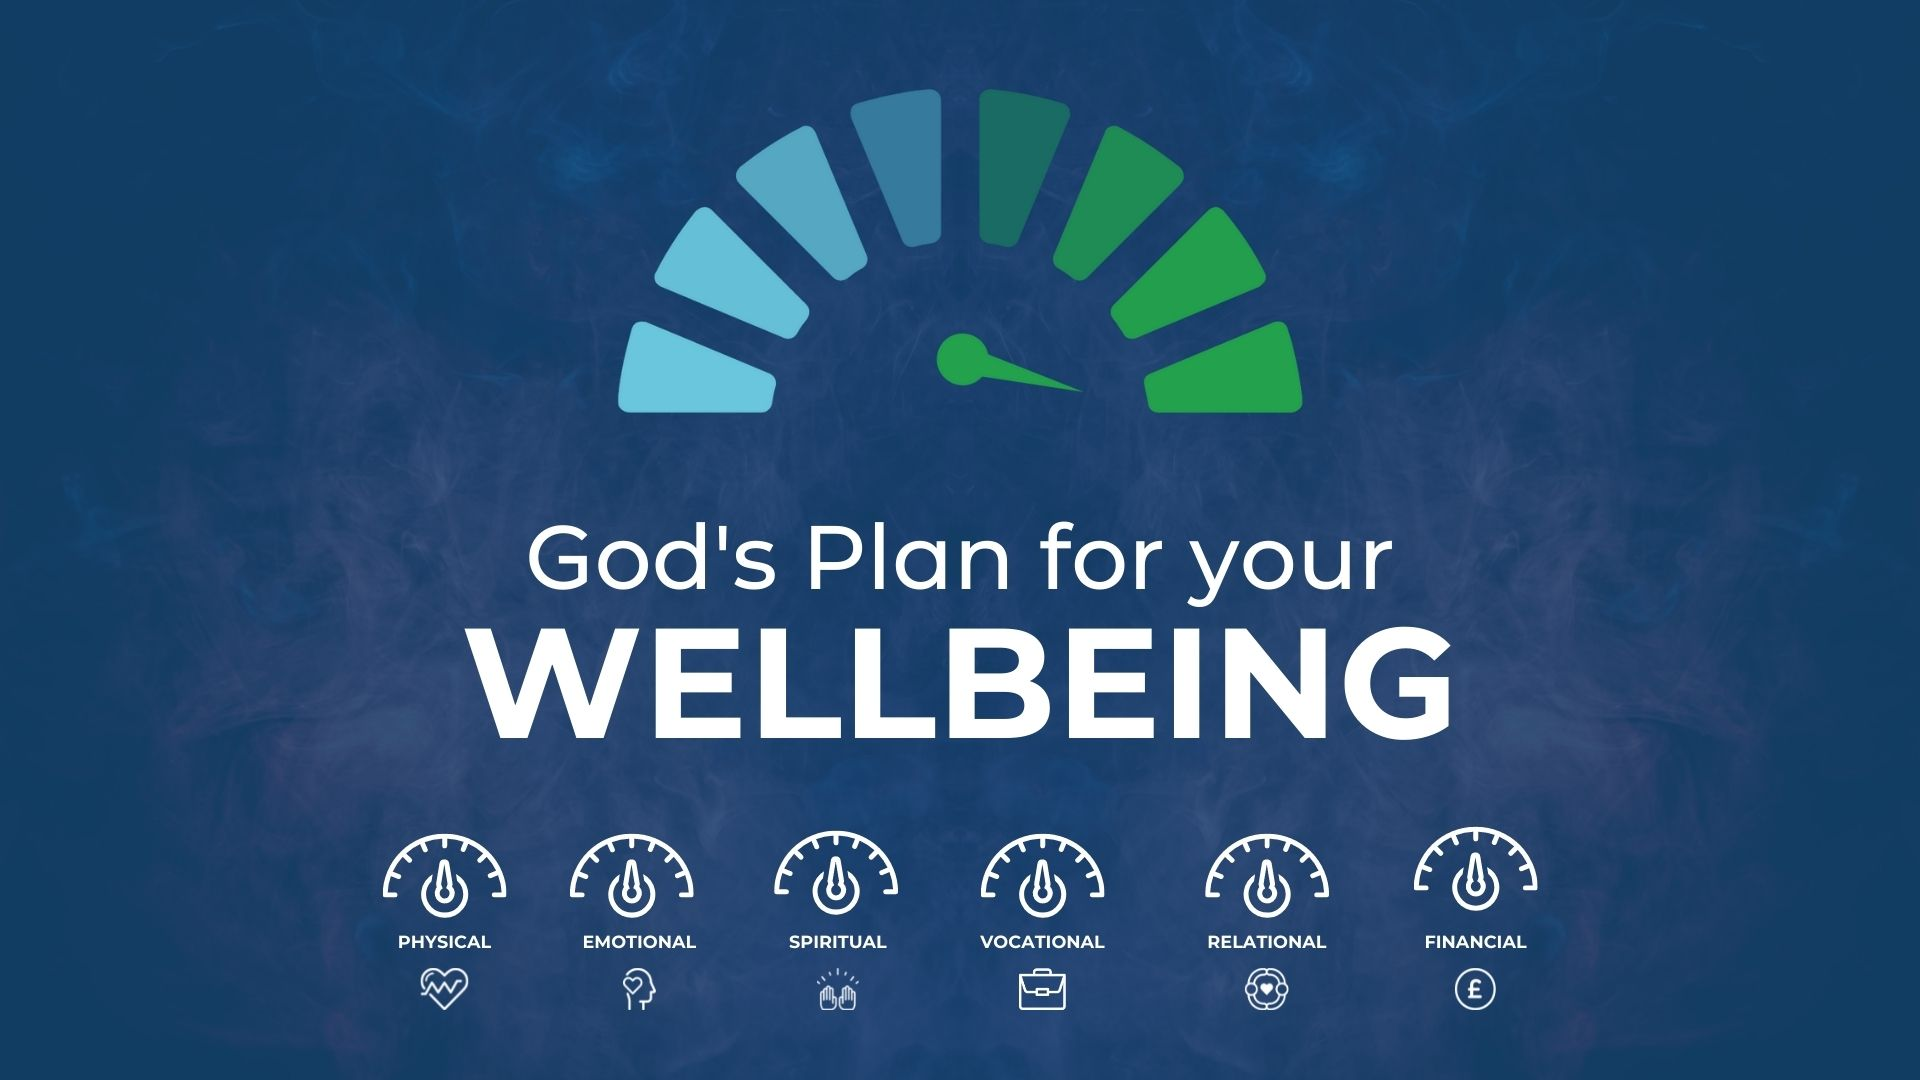 God's Plan for your
WELLBEING
PHYSICAL EMOTIONAL SPIRITUAL VOCATIONAL RELATIONAL FINANCIAL
£